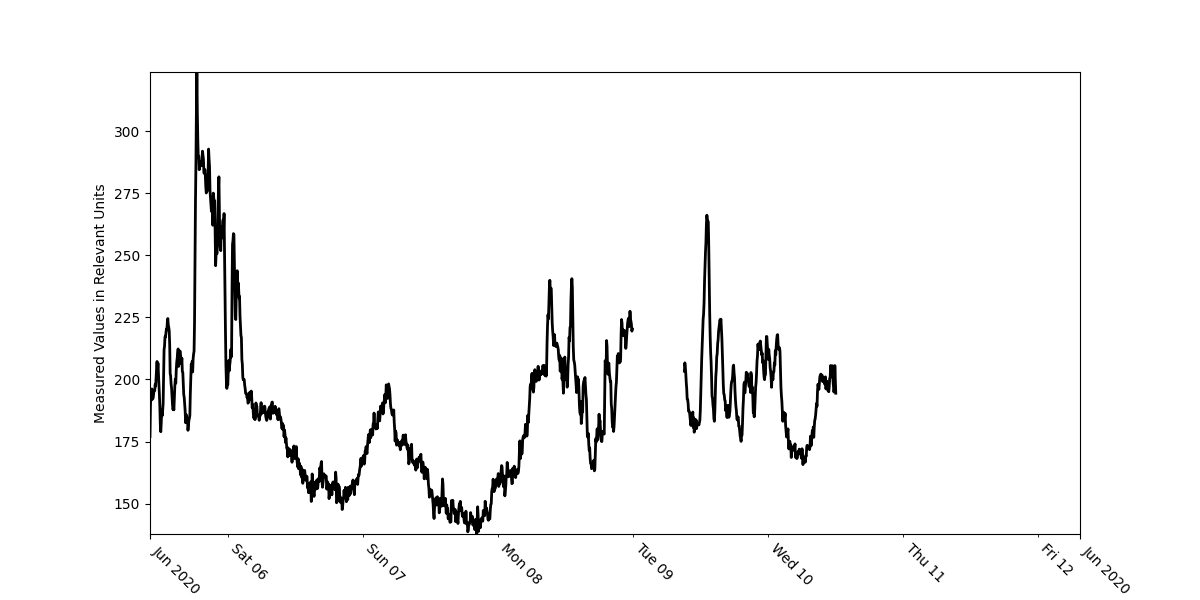 Measured Values in Relevant Units
300
275
250
225
200
175
150
Jun 2020
Sat 06
Sun 07
Mon 08
Tue 09
Wed 10
Thu 11
Fri 12
Jun 2020